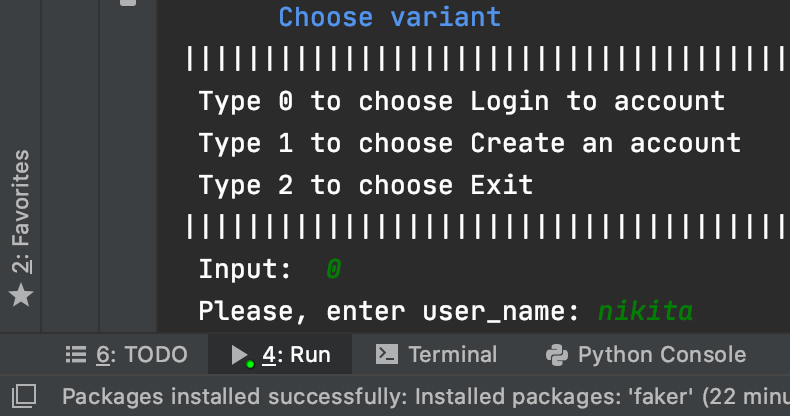 Choose variant
||||||||||||||||||||||||||||||||||||||
Type 0 to choose Login to account
Type 1 to choose Create an account
Type 2 to choose Exit
||||||||||||||||||||||||||||||||||||||
Input: 0
Please, enter user_name: nikita
2: Favorites
6: TODO 4: Run Terminal Python Console
Packages installed successfully: Installed packages: 'faker' (22 minu